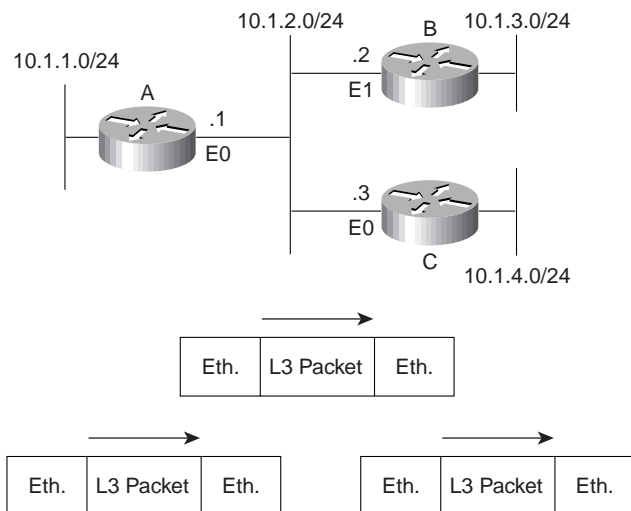 10.1.2.0/24
B
10.1.3.0/24
10.1.1.0/24
.2
A
E1
.1
E0
.3
E0
C
10.1.4.0/24
Eth.
L3 Packet
Eth.
Eth.
L3 Packet
Eth.
Eth.
L3 Packet
Eth.